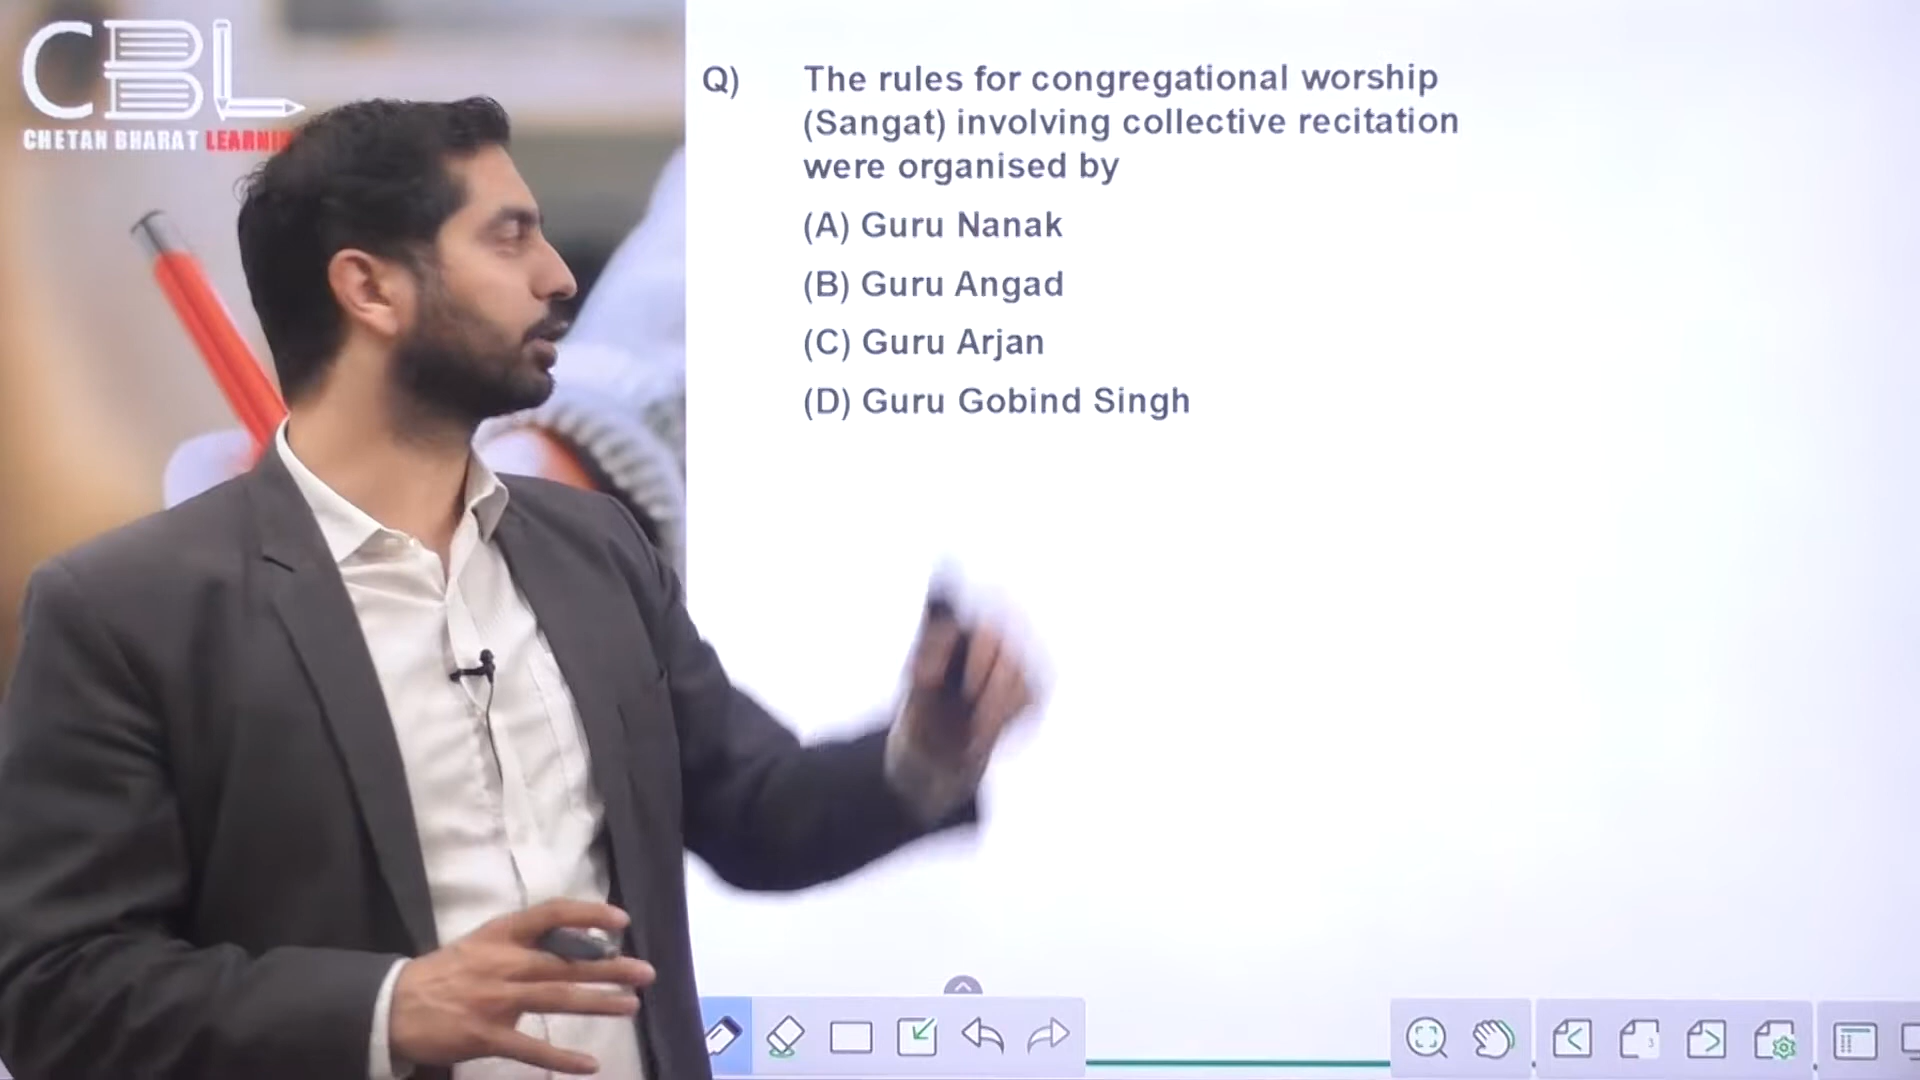 CBL
CHETAN BHARAT LEARNIN
Q) The rules for congregational worship
(Sangat) involving collective recitation
were organised by
(A) Guru Nanak
(B) Guru Angad
(C) Guru Arjan
(D) Guru Gobind Singh
3